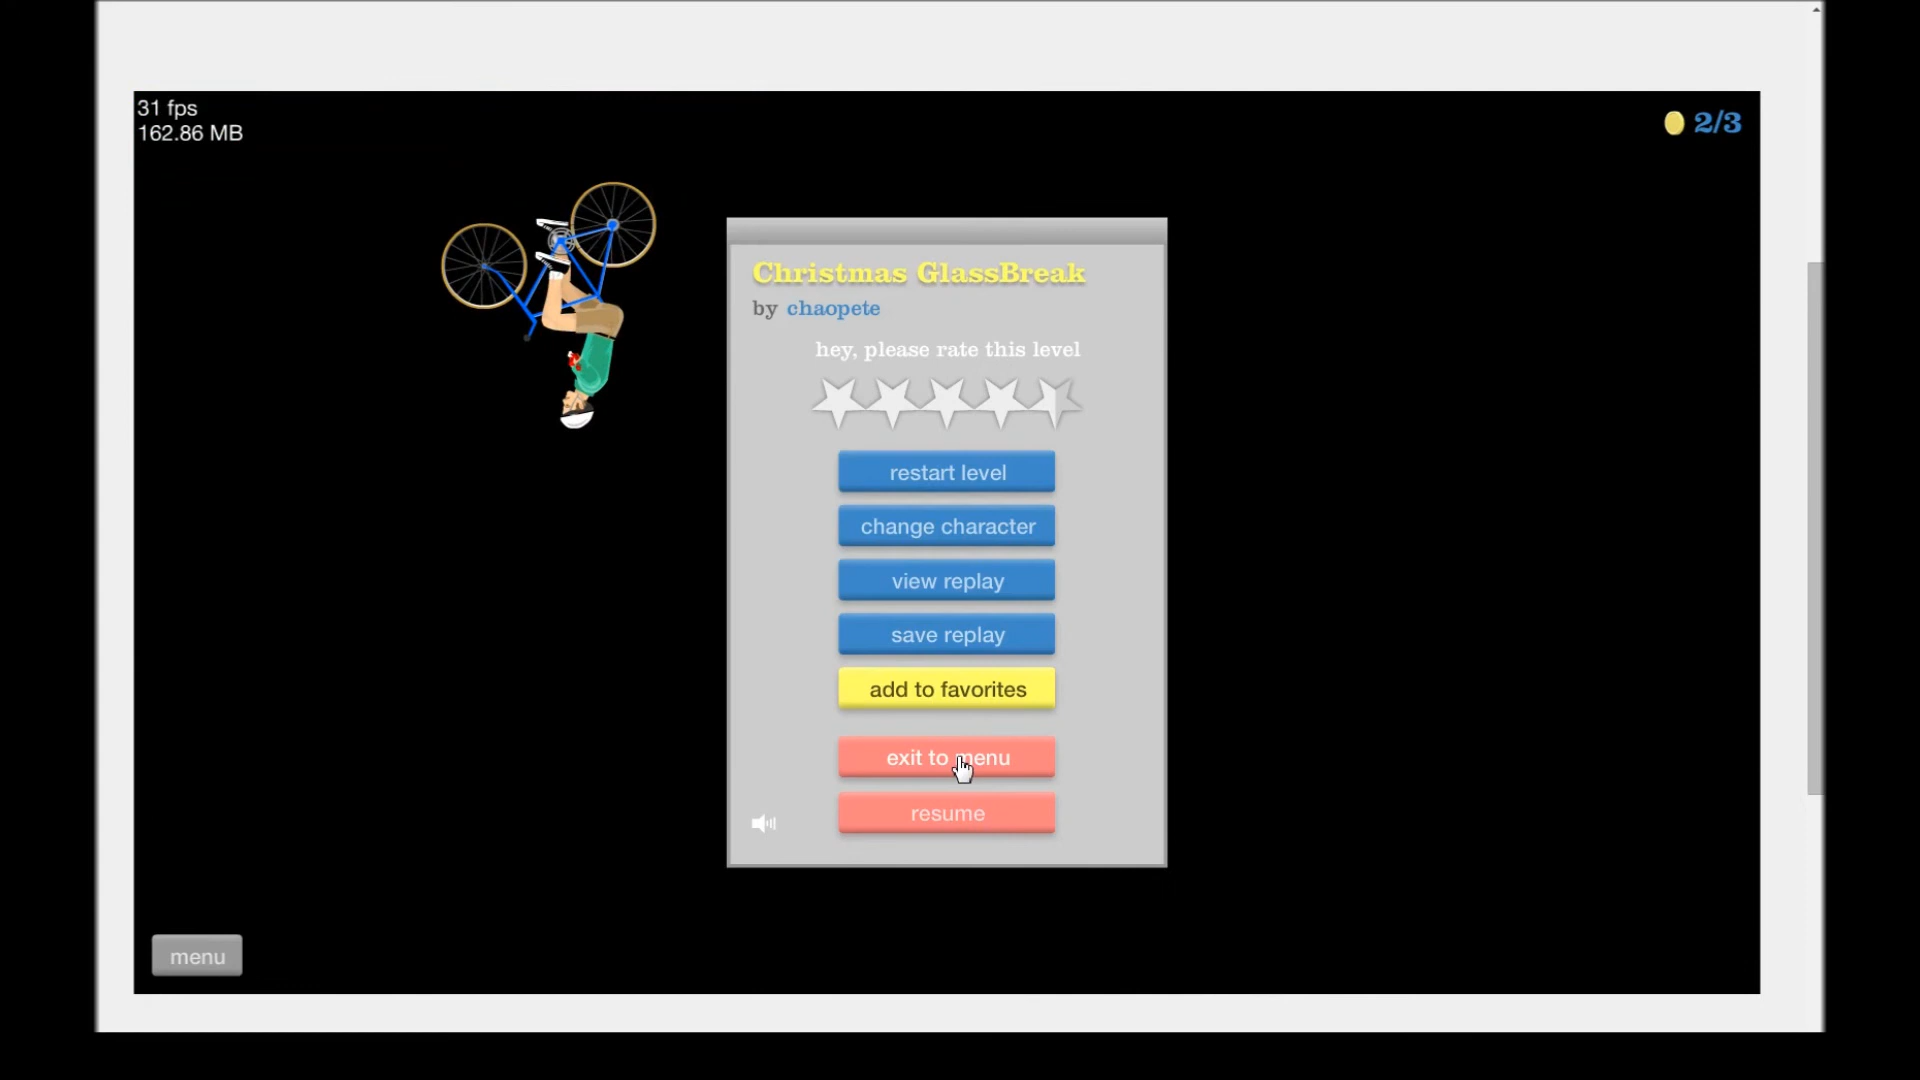 31 fps
162.86 MB
2/3
Christmas GlassBreak
by chaopete
hey, please rate this level
restart level
change character
view replay
save replay
add to favorites
exit to menu
resume
menu